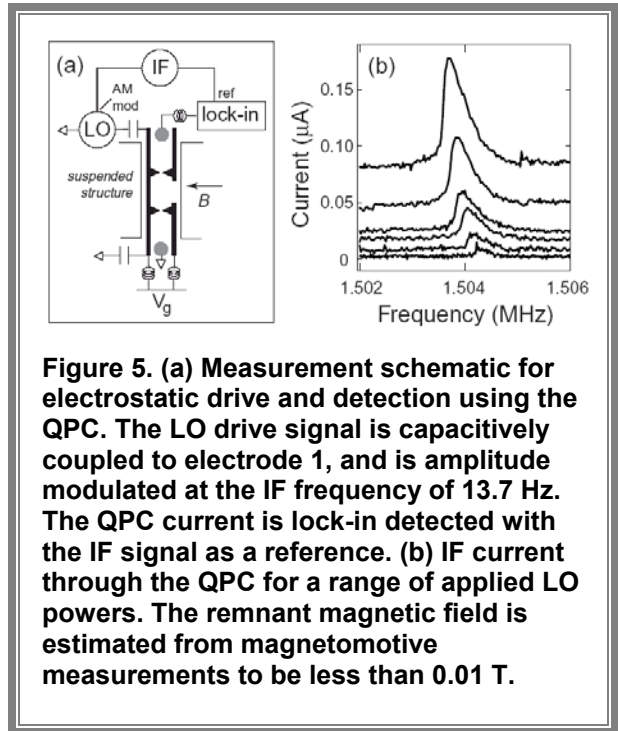 (a)
IF
AM
mod
ref
LO
lock-in
suspended
structure
B
Vg
(b)
0.15
0.10
0.05
0
Current (μA)
1.502
1.504
1.506
Frequency (MHz)
Figure 5. (a) Measurement schematic for
electrostatic drive and detection using the
QPC. The LO drive signal is capacitively
coupled to electrode 1, and is amplitude
modulated at the IF frequency of 13.7 Hz.
The QPC current is lock-in detected with
the IF signal as a reference. (b) IF current
through the QPC for a range of applied LO
powers. The remnant magnetic field is
estimated from magnetomotive
measurements to be less than 0.01 T.